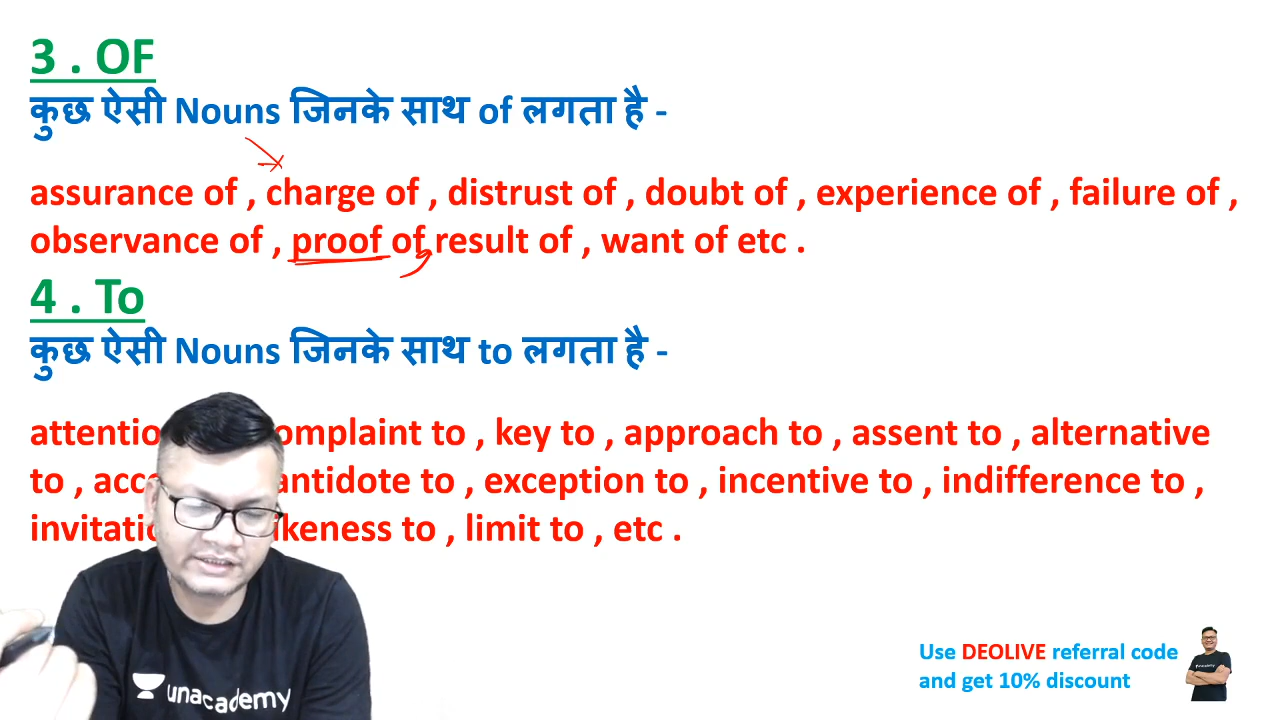 3 . OF
कुछ ऐसी Nouns जिनके साथ of लगता है -
assurance of , charge of , distrust of , doubt of , experience of , failure of ,
observance of , proof of result of , want of etc .
4 . To
कुछ ऐसी Nouns जिनके साथ to लगता है -
omplaint to , key to , approach to , assent to , alternative
to , antidote to , exception to , incentive to , indifference to ,
ikeness to , limit to , etc .
Use DEOLIVE referral code
and get 10% discount
unacademy